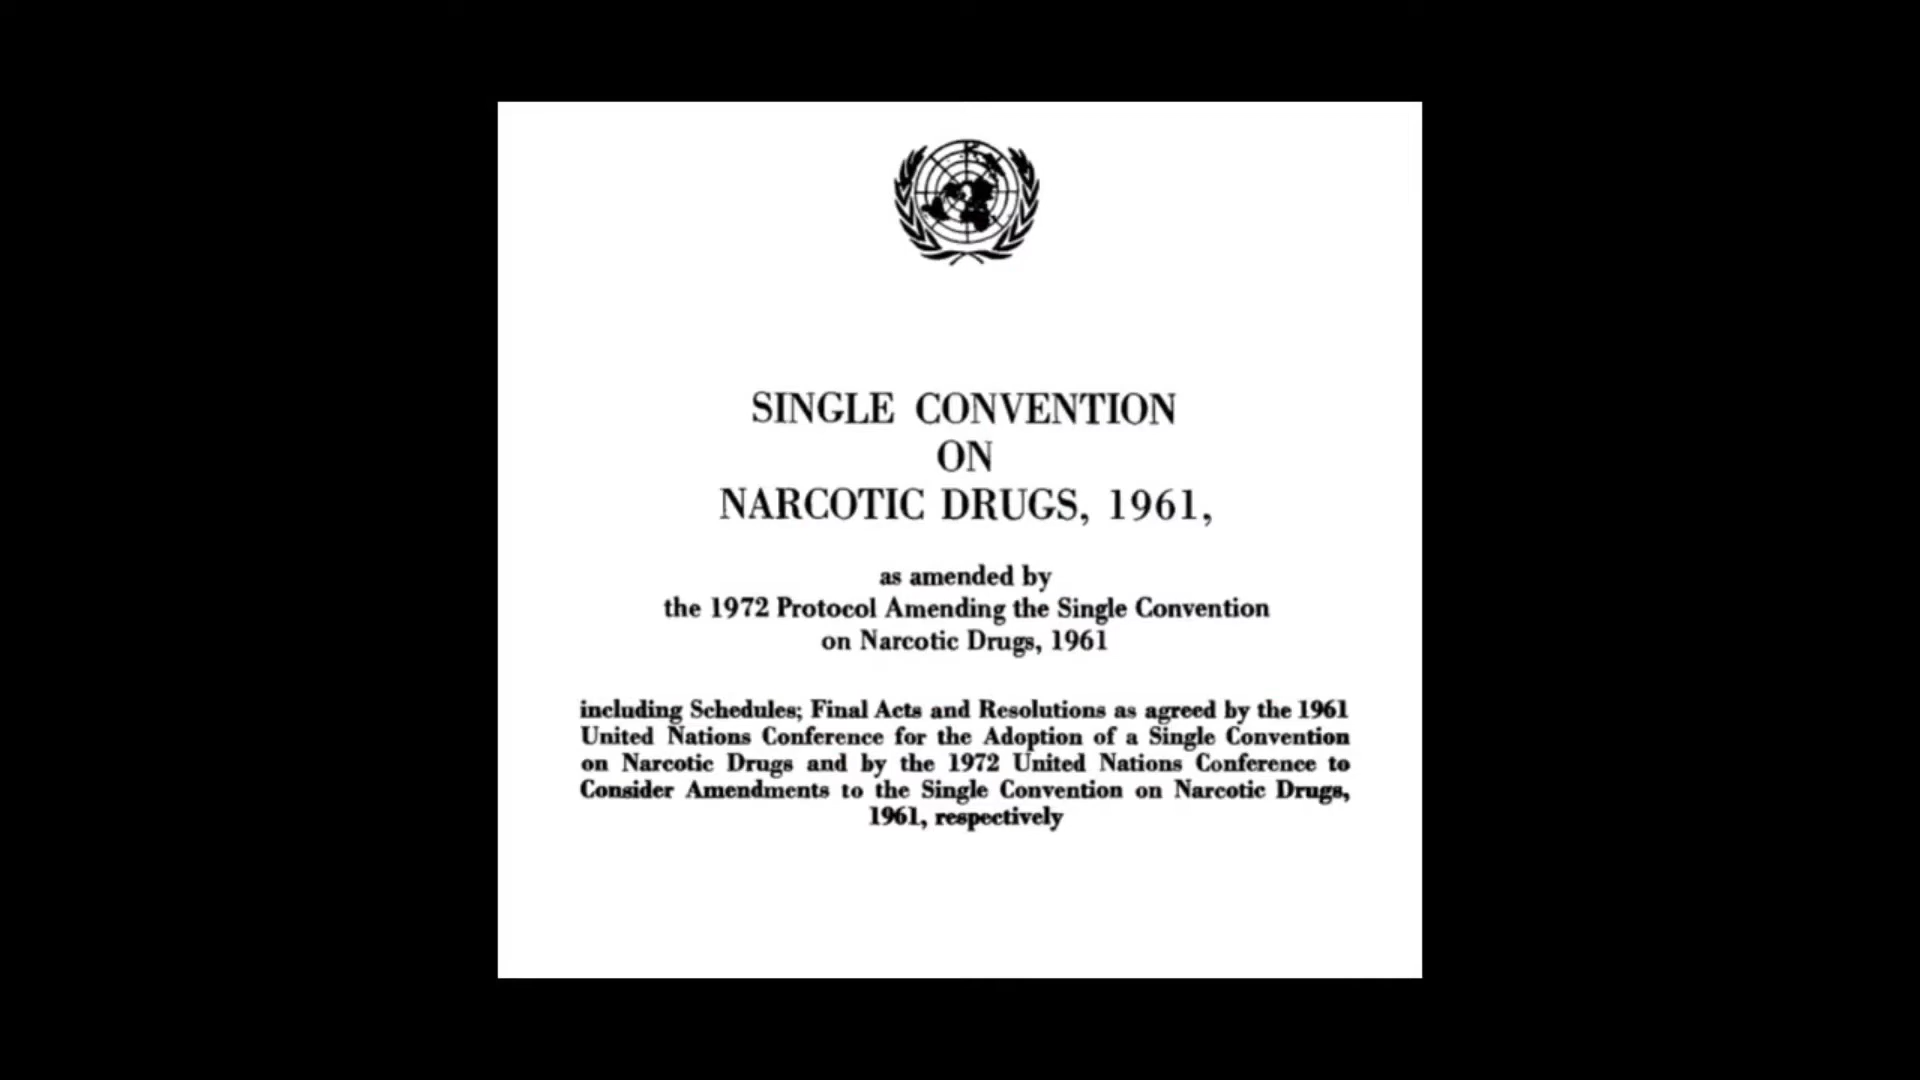 SINGLE CONVENTION
ON
NARCOTIC DRUGS, 1961,
as amended by
the 1972 Protocol Amending the Single Convention
on Narcotic Drugs, 1961
including Schedules; Final Acts and Resolutions as agreed by the 1961
United Nations Conference for the Adoption of a Single Convention
on Narcotic Drugs and by the 1972 United Nations Conference to
Consider Amendments to the Single Convention on Narcotic Drugs,
1961, respectively